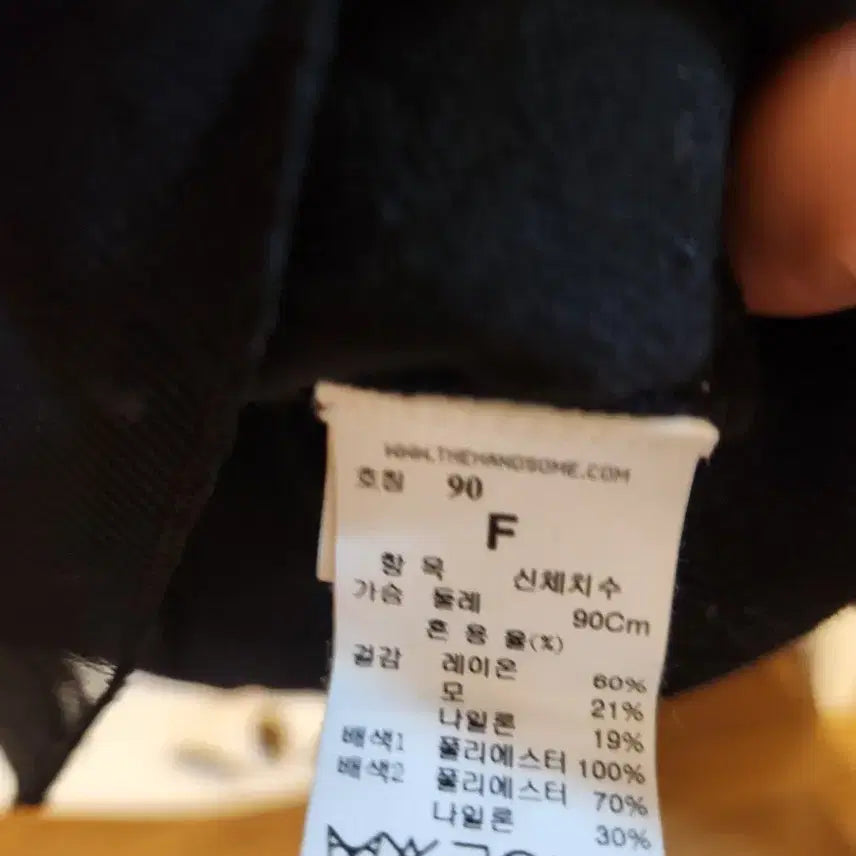 WWW.THEHANDSOME.COM
호칭 90
F
항 목 신체치수
가슴 둘레 90Cm
혼 용 율(%)
겉감 레이온 60%
모 21%
나일론 19%
배색1 폴리에스터 100%
배색2 폴리에스터 70%
나일론 30%